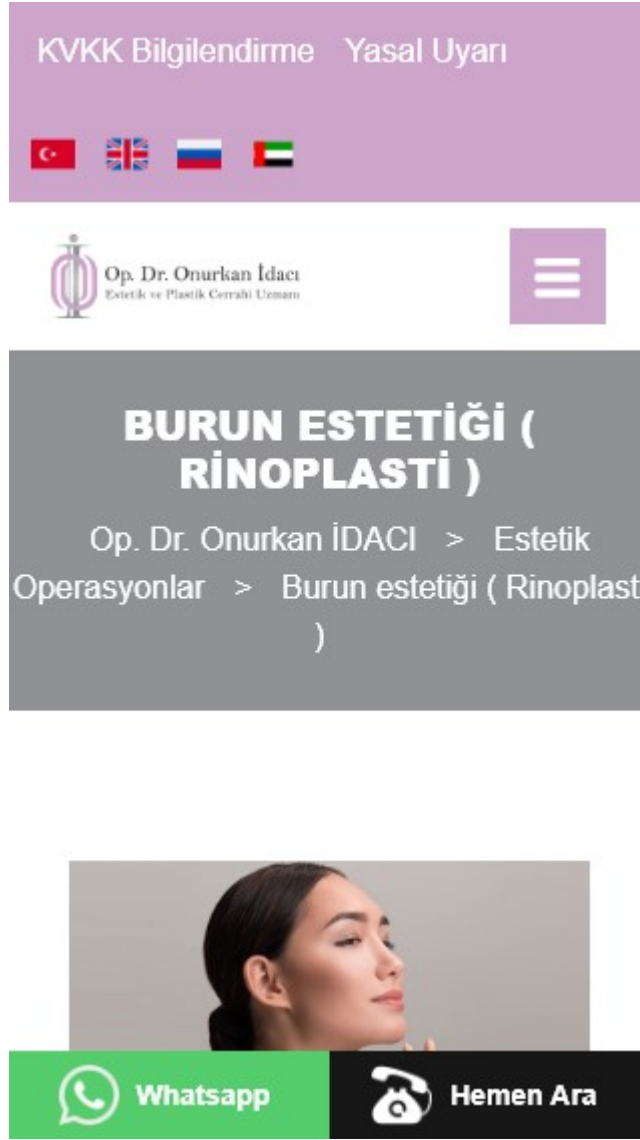 KVKK Bilgilendirme Yasal Uyarı
Op. Dr. Onurkan İdacı
Estetik ve Plastik Cerrahi Uzmanı
BURUN ESTETİĞİ (
RİNOPLASTİ )
Op. Dr. Onurkan İDACI > Estetik
Operasyonlar > Burun estetiği ( Rinoplast
)
Whatsapp
Hemen Ara